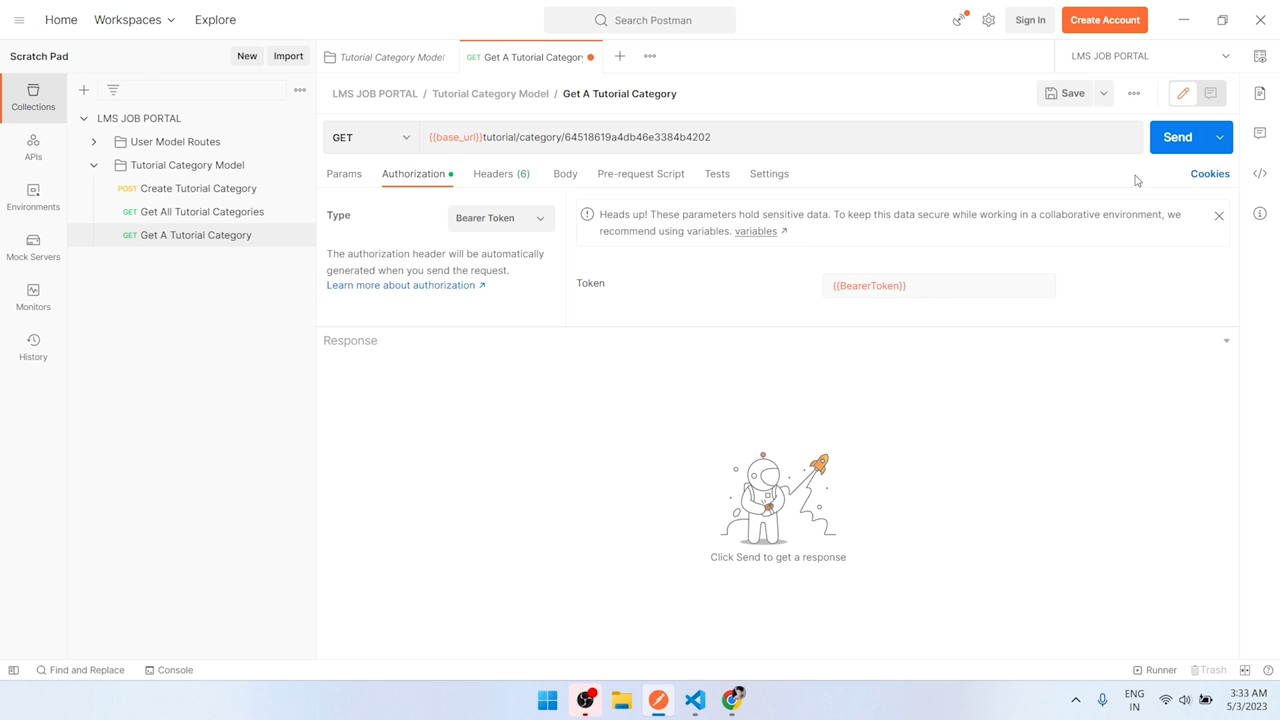 Home
Workspaces
Explore
Search Postman
Sign In
Create Account
Scratch Pad
New
Import
Tutorial Category Model
GET Get A Tutorial Category
LMS JOB PORTAL
Collections
APIs
Environments
Mock Servers
Monitors
History
LMS JOB PORTAL
User Model Routes
Tutorial Category Model
POST Create Tutorial Category
GET Get All Tutorial Categories
GET Get A Tutorial Category
LMS JOB PORTAL / Tutorial Category Model / Get A Tutorial Category
Save
GET
{{base_url}}tutorial/category/64518619a4db46e3384b4202
Send
Params
Authorization
Headers (6)
Body
Pre-request Script
Tests
Settings
Cookies
Type
Bearer Token
The authorization header will be automatically
generated when you send the request.
Learn more about authorization ↗
Heads up! These parameters hold sensitive data. To keep this data secure while working in a collaborative environment, we
recommend using variables. variables ↗
Token
{{BearerToken}}
Response
Click Send to get a response
Find and Replace
Console
Runner
Trash
ENG
IN
3:33 AM
5/3/2023